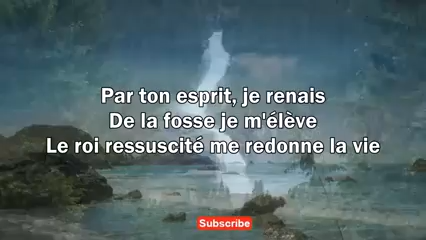 Par ton esprit, je renais
De la fosse je m'élève
Le roi ressuscité me redonne la vie
Subscribe